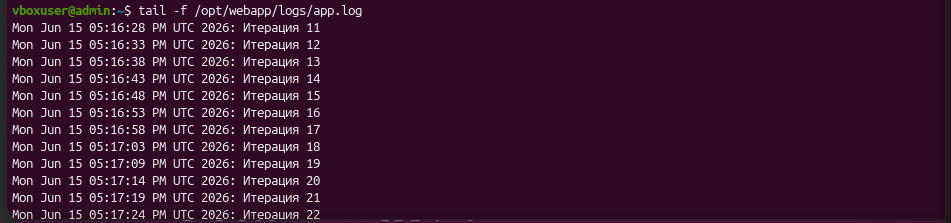 vboxuser@admin:~$ tail -f /opt/webapp/logs/app.log
Mon Jun 15 05:16:28 PM UTC 2026: Итерация 11
Mon Jun 15 05:16:33 PM UTC 2026: Итерация 12
Mon Jun 15 05:16:38 PM UTC 2026: Итерация 13
Mon Jun 15 05:16:43 PM UTC 2026: Итерация 14
Mon Jun 15 05:16:48 PM UTC 2026: Итерация 15
Mon Jun 15 05:16:53 PM UTC 2026: Итерация 16
Mon Jun 15 05:16:58 PM UTC 2026: Итерация 17
Mon Jun 15 05:17:03 PM UTC 2026: Итерация 18
Mon Jun 15 05:17:09 PM UTC 2026: Итерация 19
Mon Jun 15 05:17:14 PM UTC 2026: Итерация 20
Mon Jun 15 05:17:19 PM UTC 2026: Итерация 21
Mon Jun 15 05:17:24 PM UTC 2026: Итерация 22